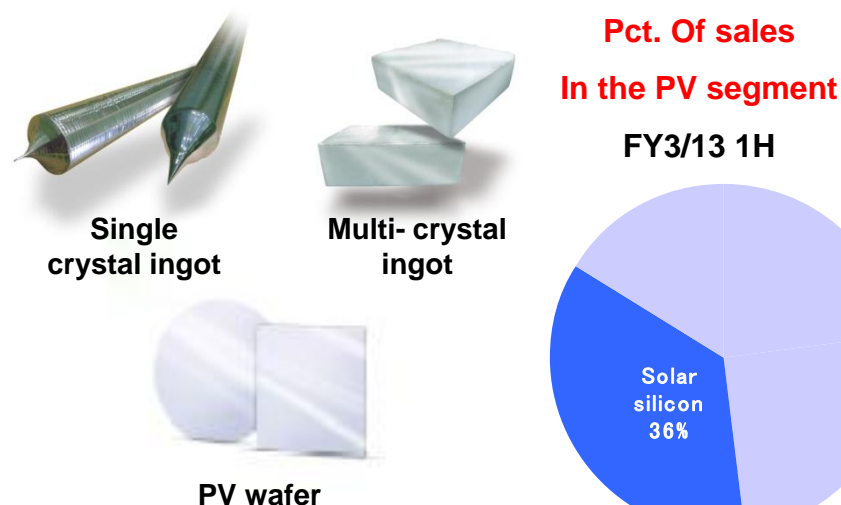 Pct. Of sales
In the PV segment
FY3/13 1H
Single
crystal ingot
Multi- crystal
ingot
Solar
silicon
36%
PV wafer